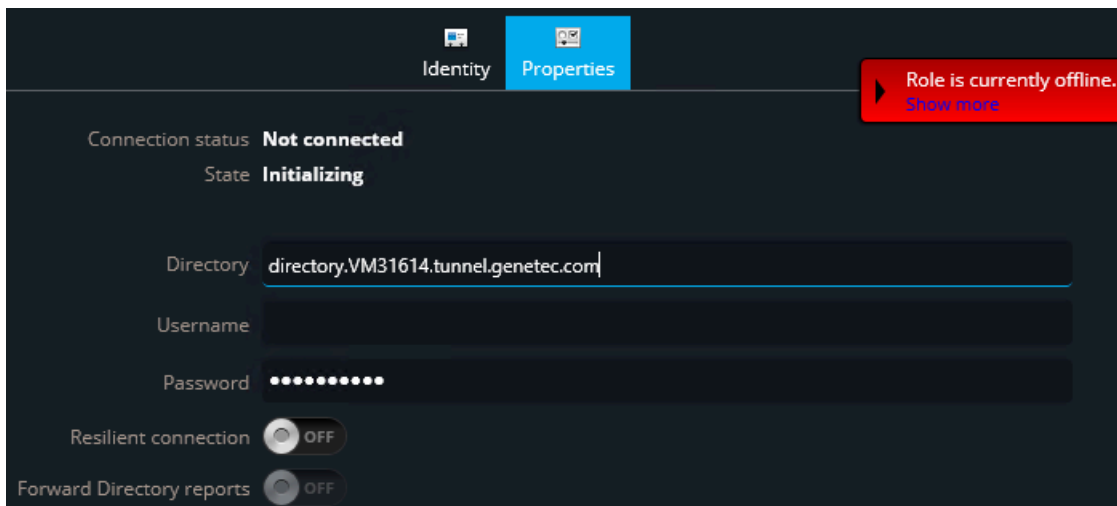 Identity
Properties
Role is currently offline.
Show more
Connection status Not connected
State Initializing
Directory directory.VM31614.tunnel.genetec.com
Username
Password ••••••••••
Resilient connection OFF
Forward Directory reports OFF